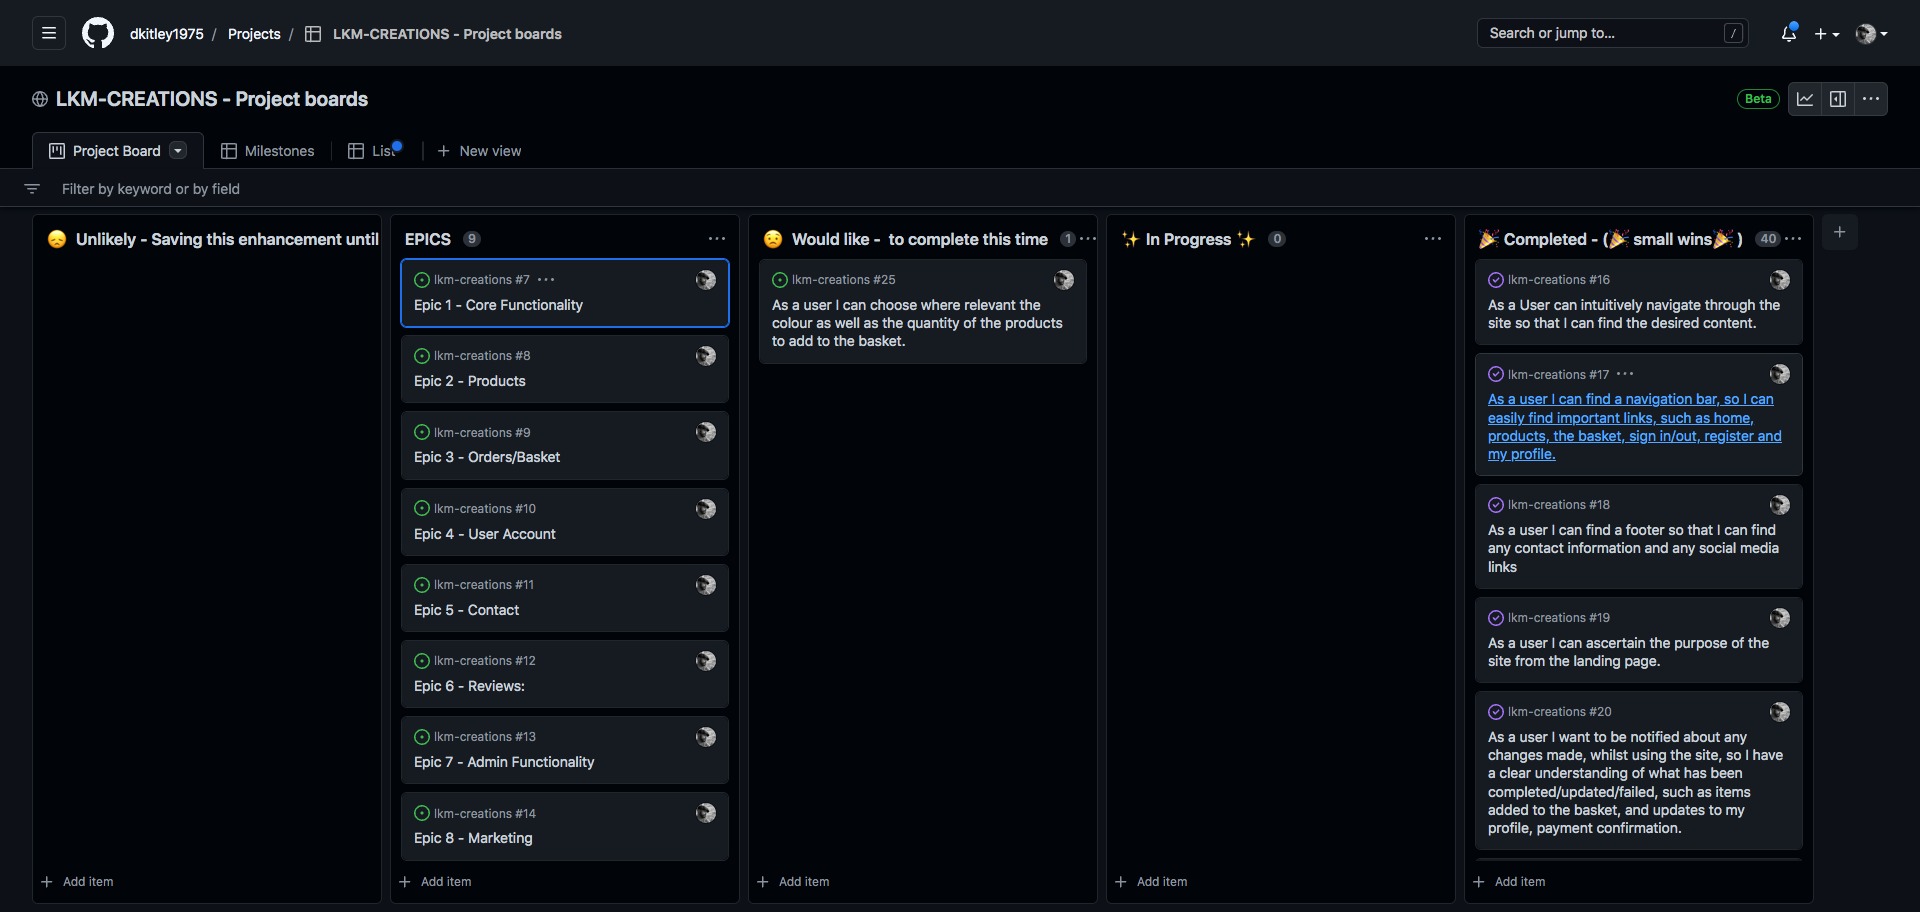 dkitley1975 / Projects / LKM-CREATIONS - Project boards
Search or jump to... /
LKM-CREATIONS - Project boards
Beta
Project Board
Milestones
List
+ New view
Filter by keyword or by field
😞 Unlikely - Saving this enhancement until
+ Add item
EPICS 9
lkm-creations #7
Epic 1 - Core Functionality
lkm-creations #8
Epic 2 - Products
lkm-creations #9
Epic 3 - Orders/Basket
lkm-creations #10
Epic 4 - User Account
lkm-creations #11
Epic 5 - Contact
lkm-creations #12
Epic 6 - Reviews:
lkm-creations #13
Epic 7 - Admin Functionality
lkm-creations #14
Epic 8 - Marketing
+ Add item
😟 Would like - to complete this time 1
lkm-creations #25
As a user I can choose where relevant the
colour as well as the quantity of the products
to add to the basket.
+ Add item
✨ In Progress ✨ 0
+ Add item
🎉 Completed - (🎉 small wins🎉 ) 40
lkm-creations #16
As a User can intuitively navigate through the
site so that I can find the desired content.
lkm-creations #17
As a user I can find a navigation bar, so I can
easily find important links, such as home,
products, the basket, sign in/out, register and
my profile.
lkm-creations #18
As a user I can find a footer so that I can find
any contact information and any social media
links
lkm-creations #19
As a user I can ascertain the purpose of the
site from the landing page.
lkm-creations #20
As a user I want to be notified about any
changes made, whilst using the site, so I have
a clear understanding of what has been
completed/updated/failed, such as items
added to the basket, and updates to my
profile, payment confirmation.
+ Add item